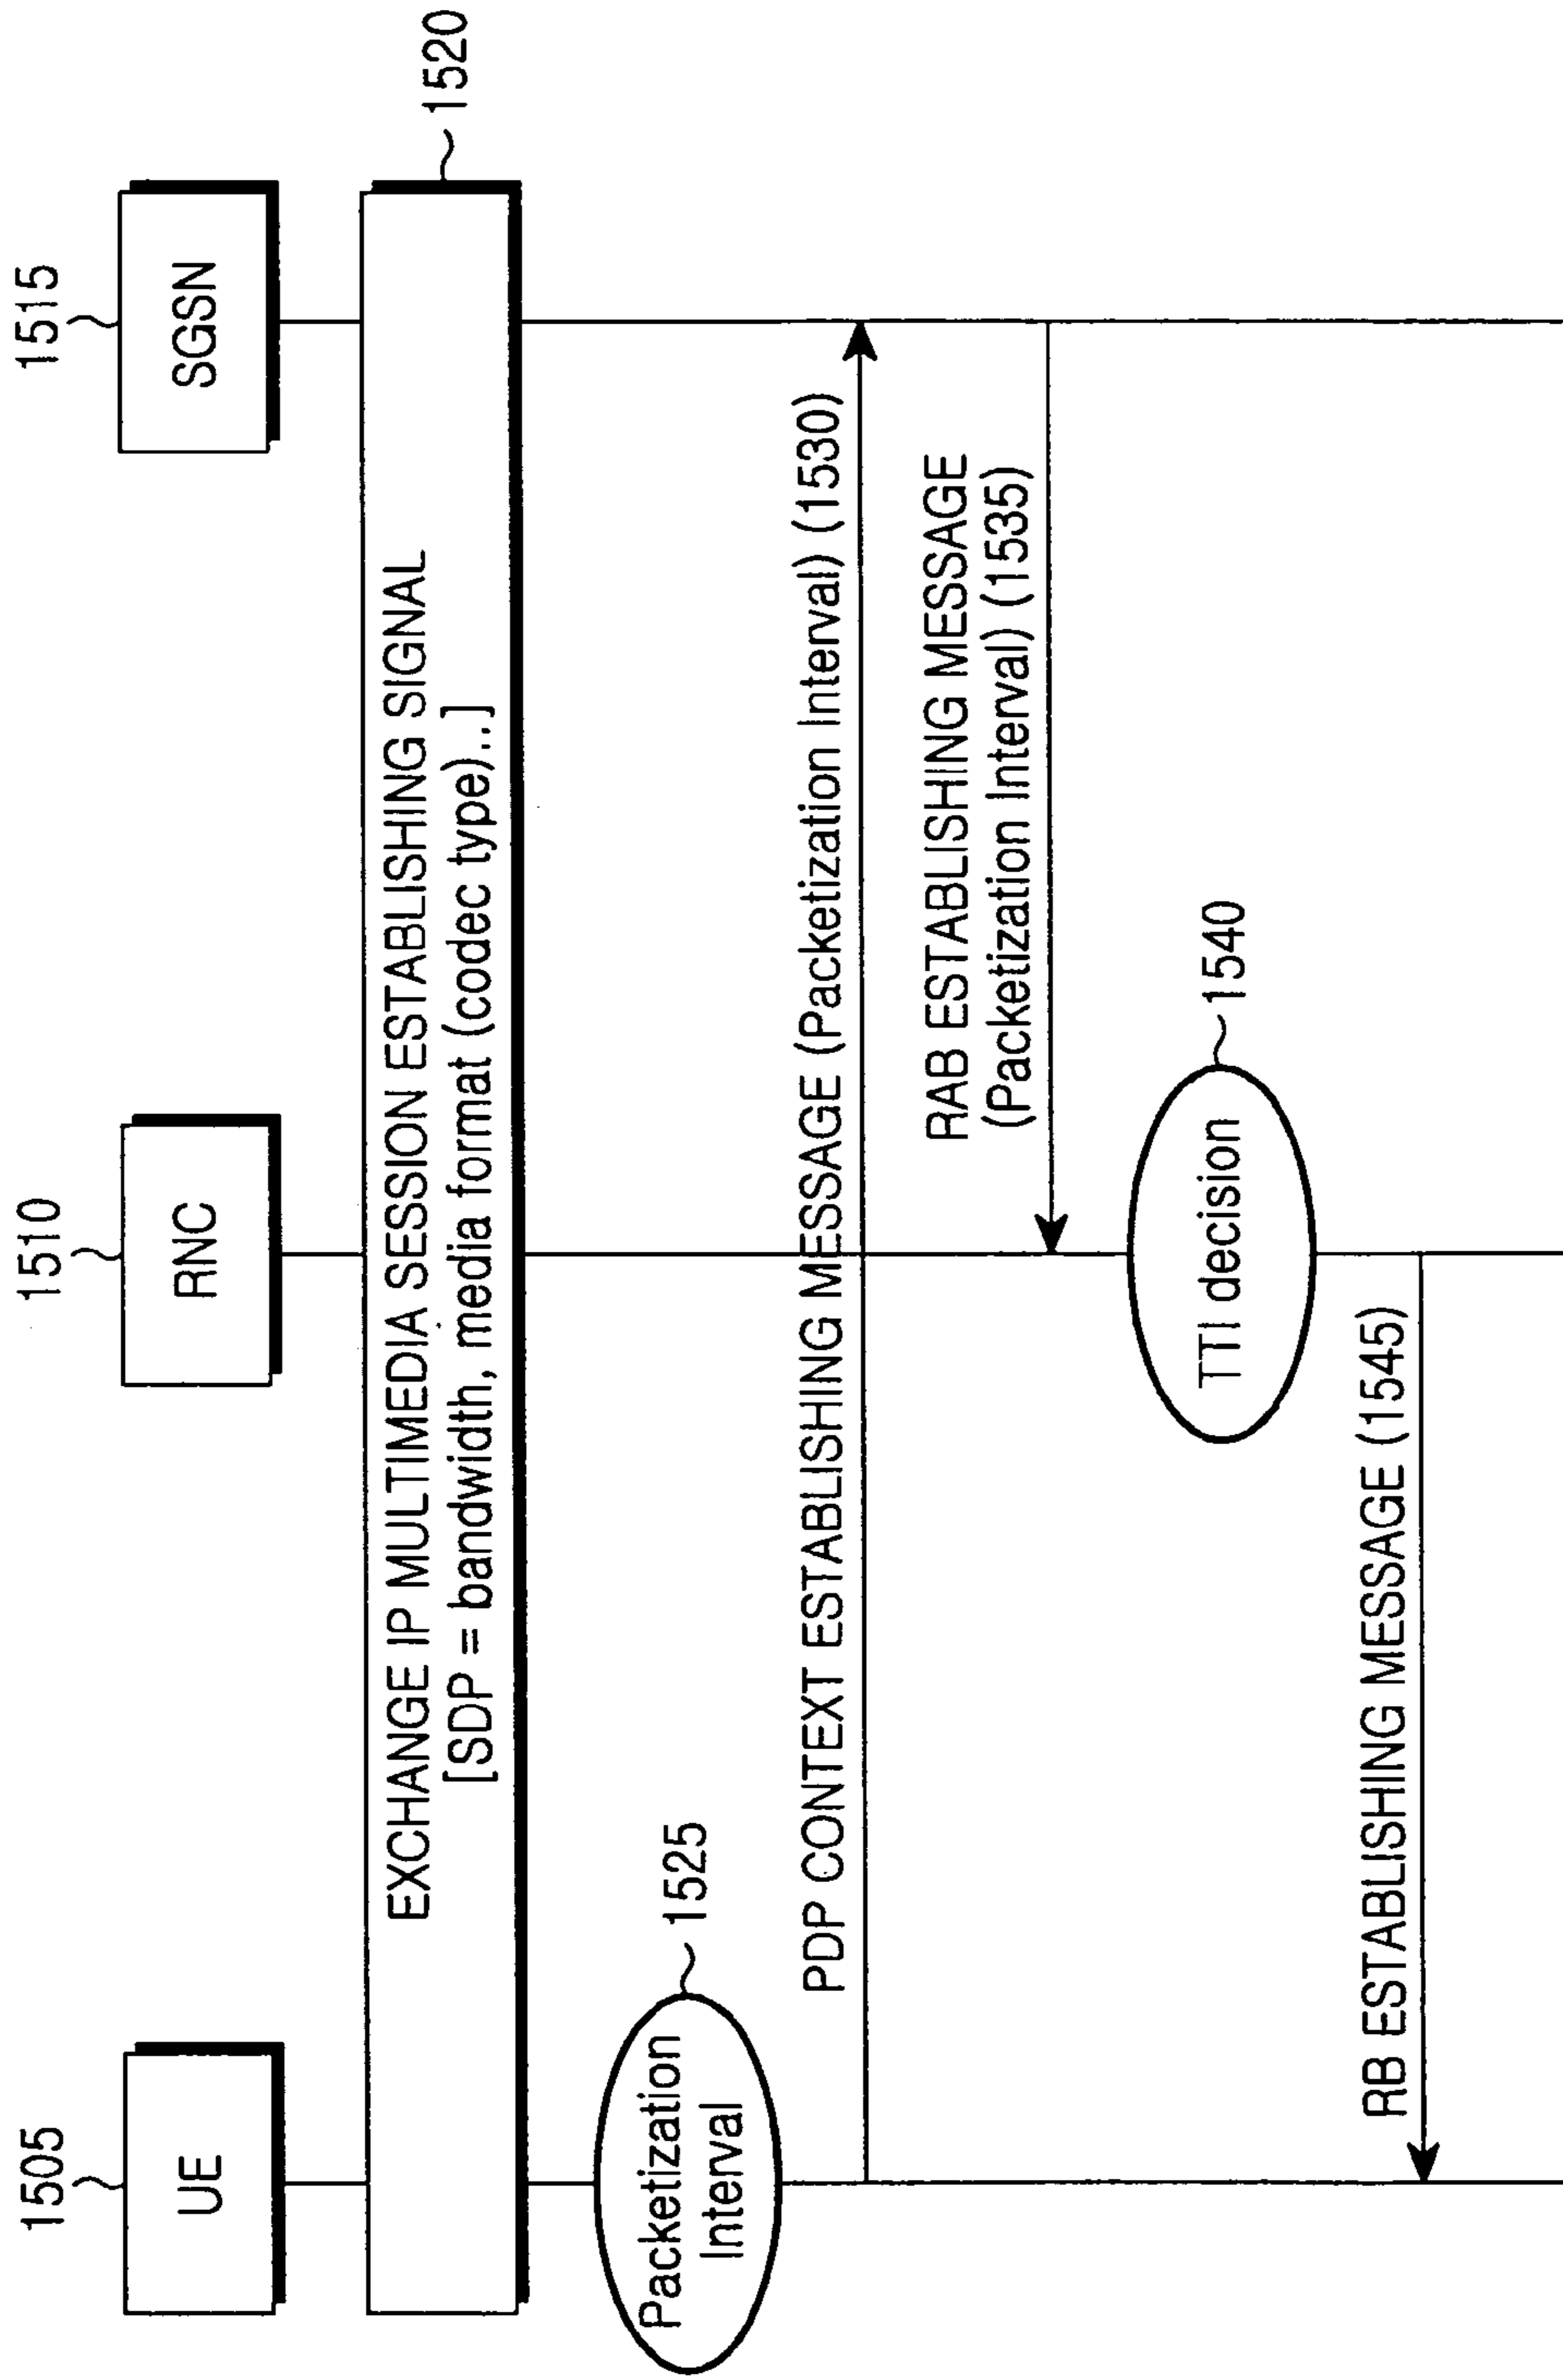 1505
1510
1515
UE
RNC
SGSN
EXCHANGE IP MULTIMEDIA SESSION ESTABLISHING SIGNAL
[SDP = bandwidth, media format (codec type)...]
1520
Packetization
Interval
1525
PDP CONTEXT ESTABLISHING MESSAGE (Packetization Interval) (1530)
RAB ESTABLISHING MESSAGE
(Packetization Interval) (1535)
TTI decision
1540
RB ESTABLISHING MESSAGE (1545)